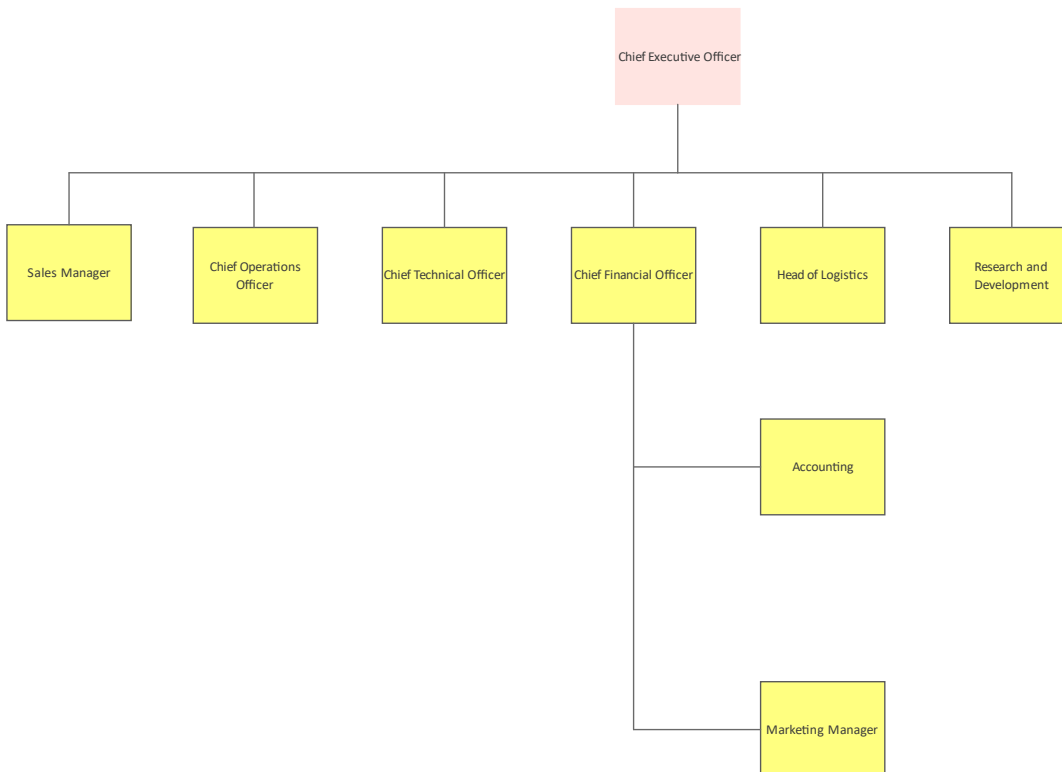 Chief Executive Officer
Sales Manager
Chief Operations
Officer
Chief Technical Officer
Chief Financial Officer
Head of Logistics
Research and
Development
Accounting
Marketing Manager